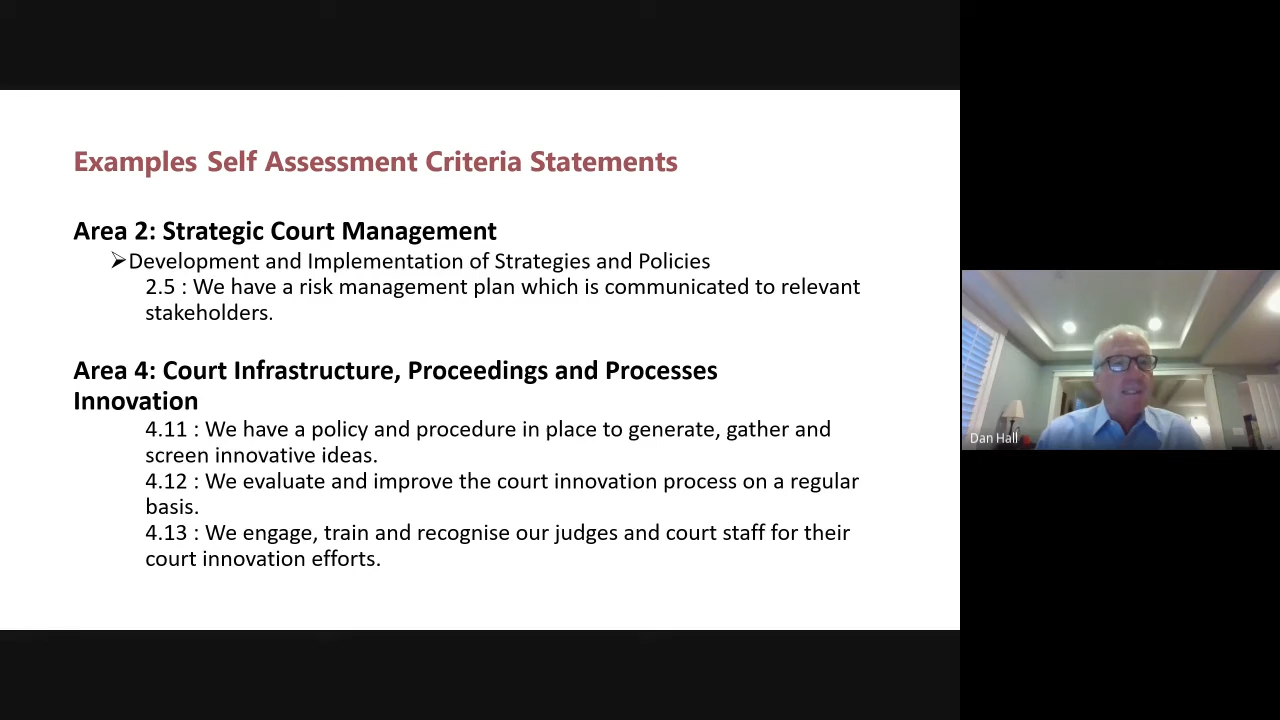 Examples Self Assessment Criteria Statements
Area 2: Strategic Court Management
➢Development and Implementation of Strategies and Policies
2.5 : We have a risk management plan which is communicated to relevant
stakeholders.
Area 4: Court Infrastructure, Proceedings and Processes
Innovation
4.11 : We have a policy and procedure in place to generate, gather and
screen innovative ideas.
4.12 : We evaluate and improve the court innovation process on a regular
basis.
4.13 : We engage, train and recognise our judges and court staff for their
court innovation efforts.
Dan Hall